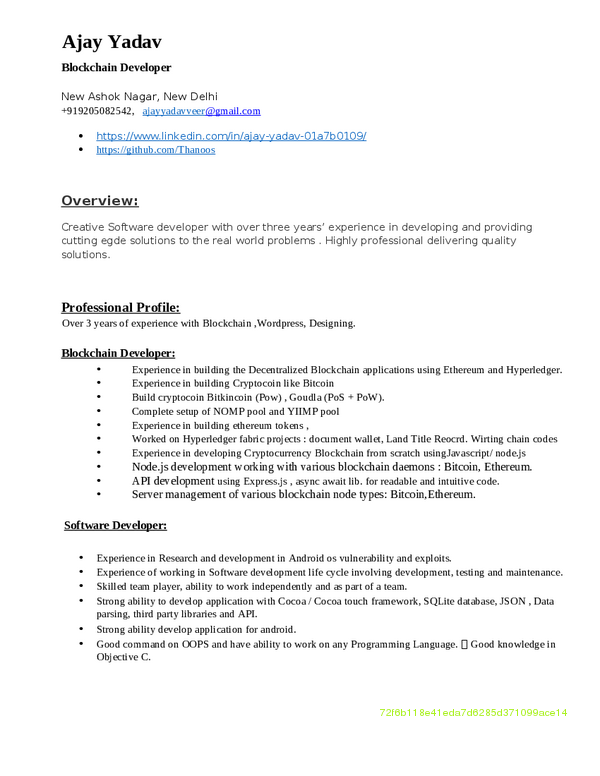 Ajay Yadav
Blockchain Developer
New Ashok Nagar, New Delhi
+919205082542, ajayyadavveer@gmail.com
• https://www.linkedin.com/in/ajay-yadav-01a7b0109/
• https://github.com/Thanoos
Overview:
Creative Software developer with over three years’ experience in developing and providing
cutting egde solutions to the real world problems . Highly professional delivering quality
solutions.
Professional Profile:
Over 3 years of experience with Blockchain ,Wordpress, Designing.
Blockchain Developer:
• Experience in building the Decentralized Blockchain applications using Ethereum and Hyperledger.
• Experience in building Cryptocoin like Bitcoin
• Build cryptocoin Bitkincoin (Pow) , Goudla (PoS + PoW).
• Complete setup of NOMP pool and YIIMP pool
• Experience in building ethereum tokens ,
• Worked on Hyperledger fabric projects : document wallet, Land Title Reocrd. Wirting chain codes
• Experience in developing Cryptocurrency Blockchain from scratch usingJavascript/ node.js
• Node.js development working with various blockchain daemons : Bitcoin, Ethereum.
• API development using Express.js , async await lib. for readable and intuitive code.
• Server management of various blockchain node types: Bitcoin,Ethereum.
Software Developer:
• Experience in Research and development in Android os vulnerability and exploits.
• Experience of working in Software development life cycle involving development, testing and maintenance.
• Skilled team player, ability to work independently and as part of a team.
• Strong ability to develop application with Cocoa / Cocoa touch framework, SQLite database, JSON , Data
parsing, third party libraries and API.
• Strong ability develop application for android.
• Good command on OOPS and have ability to work on any Programming Language. ▯ Good knowledge in
Objective C.
72f6b118e41eda7d6285d371099ace14